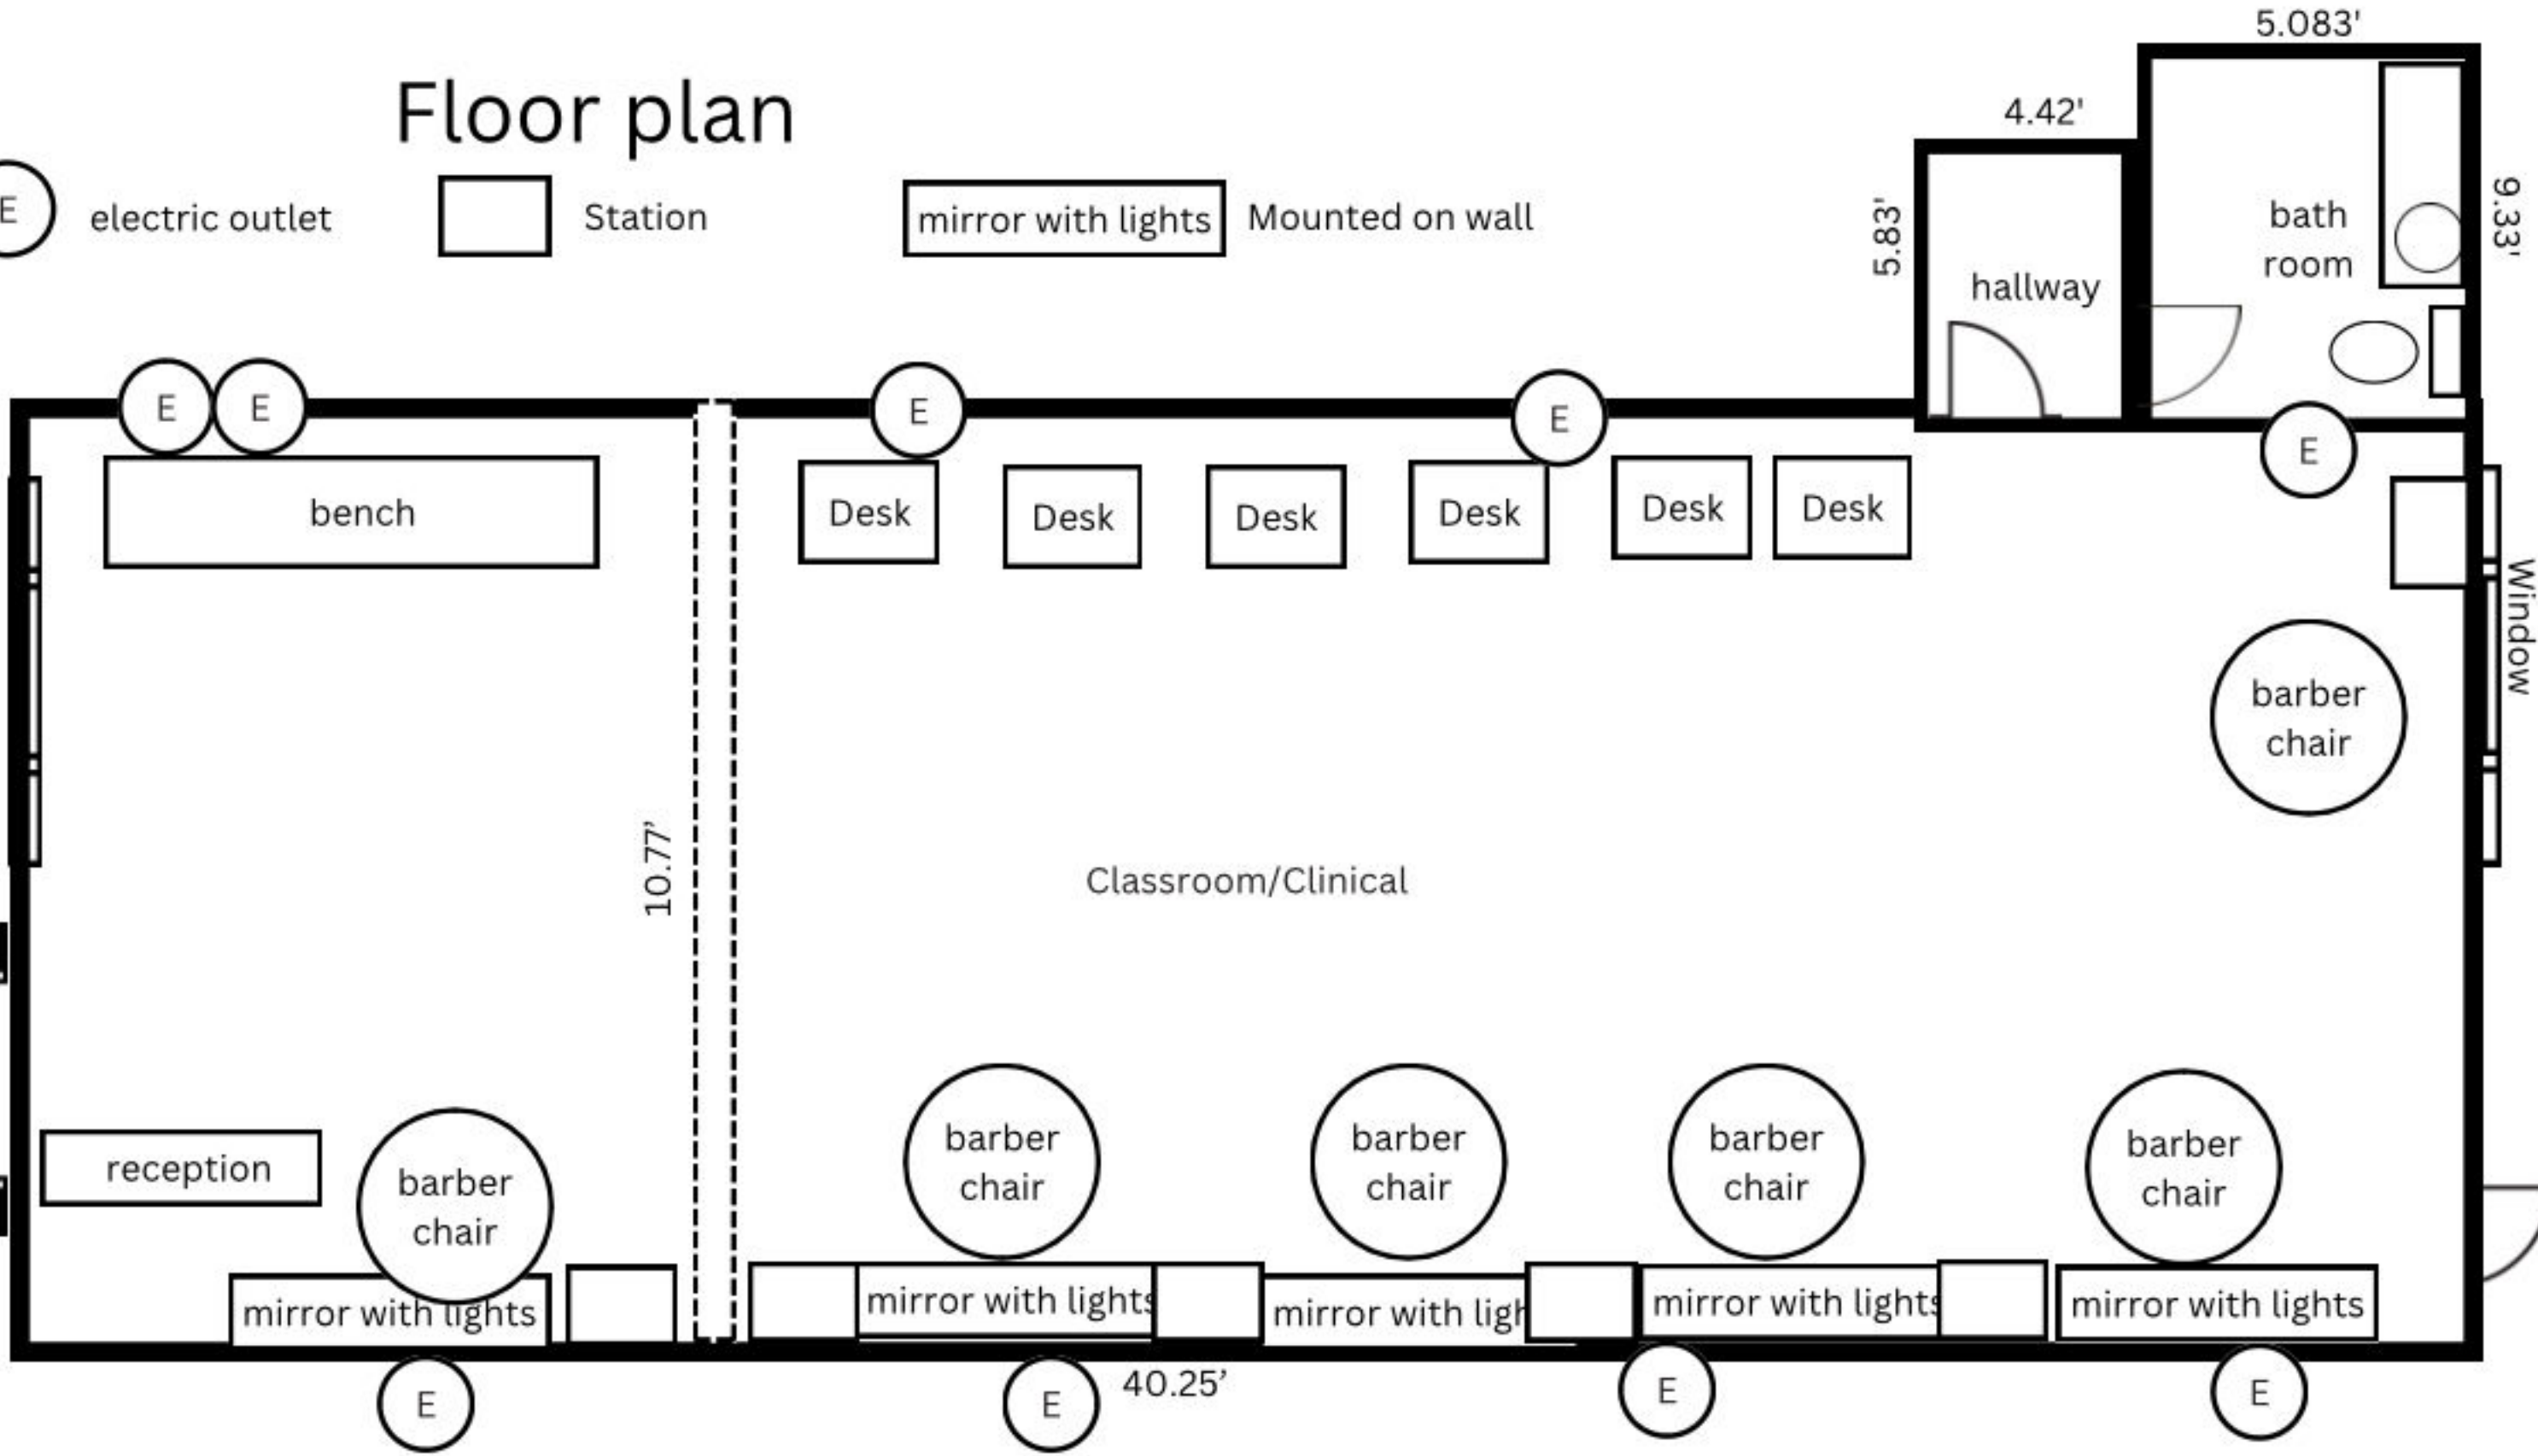 5.083'
Floor plan
4.42'
E
electric outlet
Station
mirror with lights
Mounted on wall
5.83'
hallway
bath
room
9.33'
E
E
E
E
E
bench
Desk
Desk
Desk
Desk
Desk
Desk
Window
barber
chair
10.77’
Classroom/Clinical
reception
barber
chair
barber
chair
barber
chair
barber
chair
barber
chair
mirror with lights
mirror with lights
mirror with ligh
mirror with lights
mirror with lights
E
E
40.25’
E
E